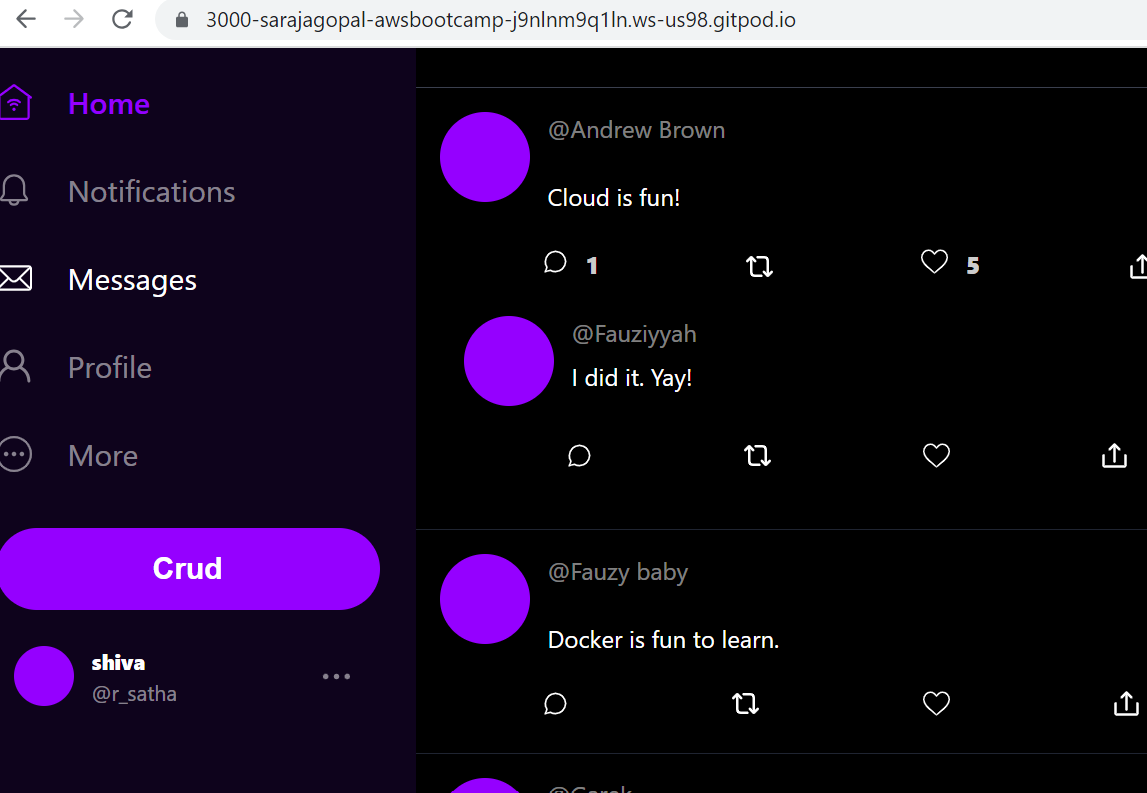 3000-sarajagopal-awsbootcamp-j9nlnm9q1ln.ws-us98.gitpod.io
Home
Notifications
Messages
Profile
More
Crud
shiva
@r_satha
@Andrew Brown
Cloud is fun!
1
5
@Fauziyyah
I did it. Yay!
@Fauzy baby
Docker is fun to learn.